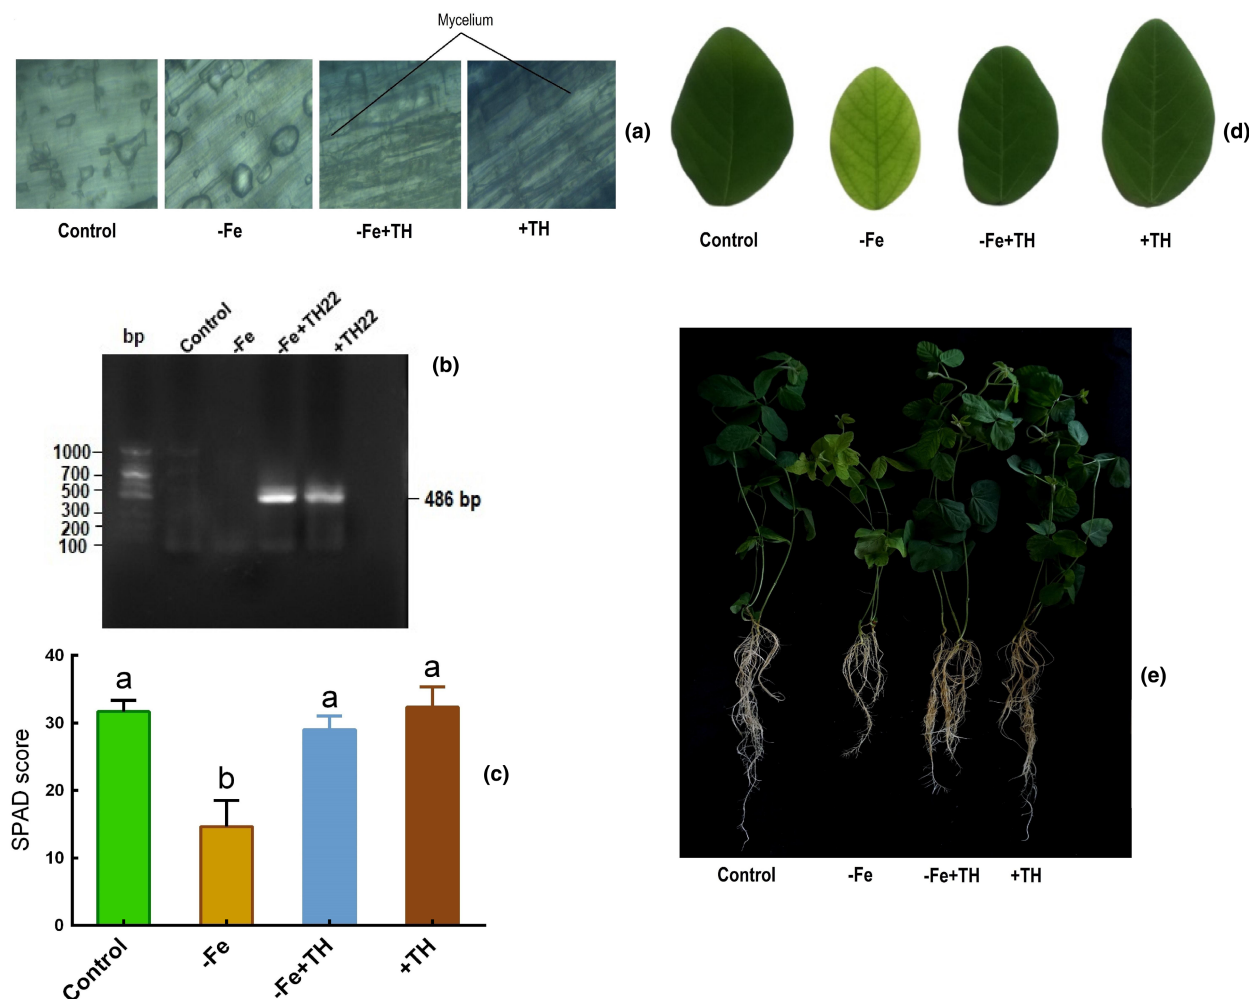 Mycelium
(a)
Control
-Fe
-Fe+TH
+TH
(d)
Control
-Fe
-Fe+TH
+TH
bp
Control
-Fe
-Fe+TH22
+TH22
(b)
1000
700
500
300
200
100
486 bp
SPAD score
40
30
20
10
0
a
b
a
a
(c)
Control
-Fe
-Fe+TH
+TH
(e)
Control
-Fe
-Fe+TH
+TH